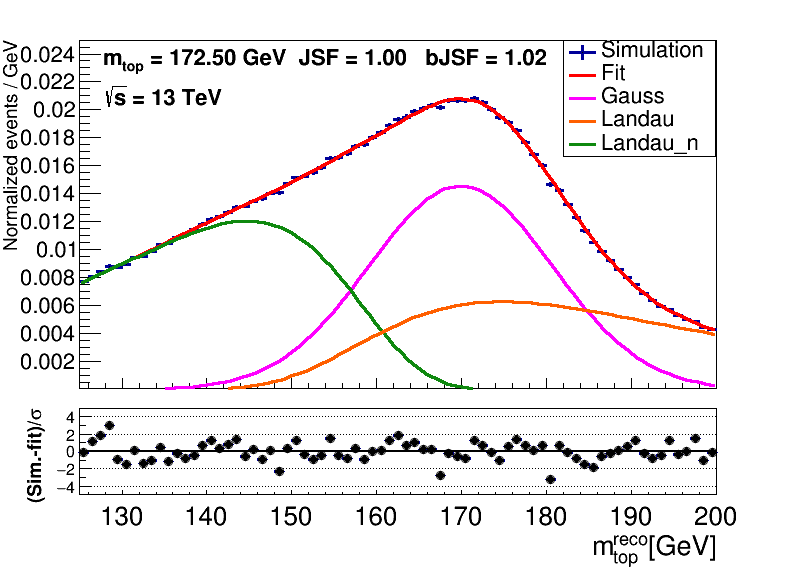 m_top = 172.50 GeV JSF = 1.00 bJSF = 1.02
√s = 13 TeV
Simulation
Fit
Gauss
Landau
Landau_n
Normalized events / GeV
0.024
0.022
0.02
0.018
0.016
0.014
0.012
0.01
0.008
0.006
0.004
0.002
(Sim.-fit)/σ
4
2
0
−2
−4
130 140 150 160 170 180 190 200
m_top^reco[GeV]